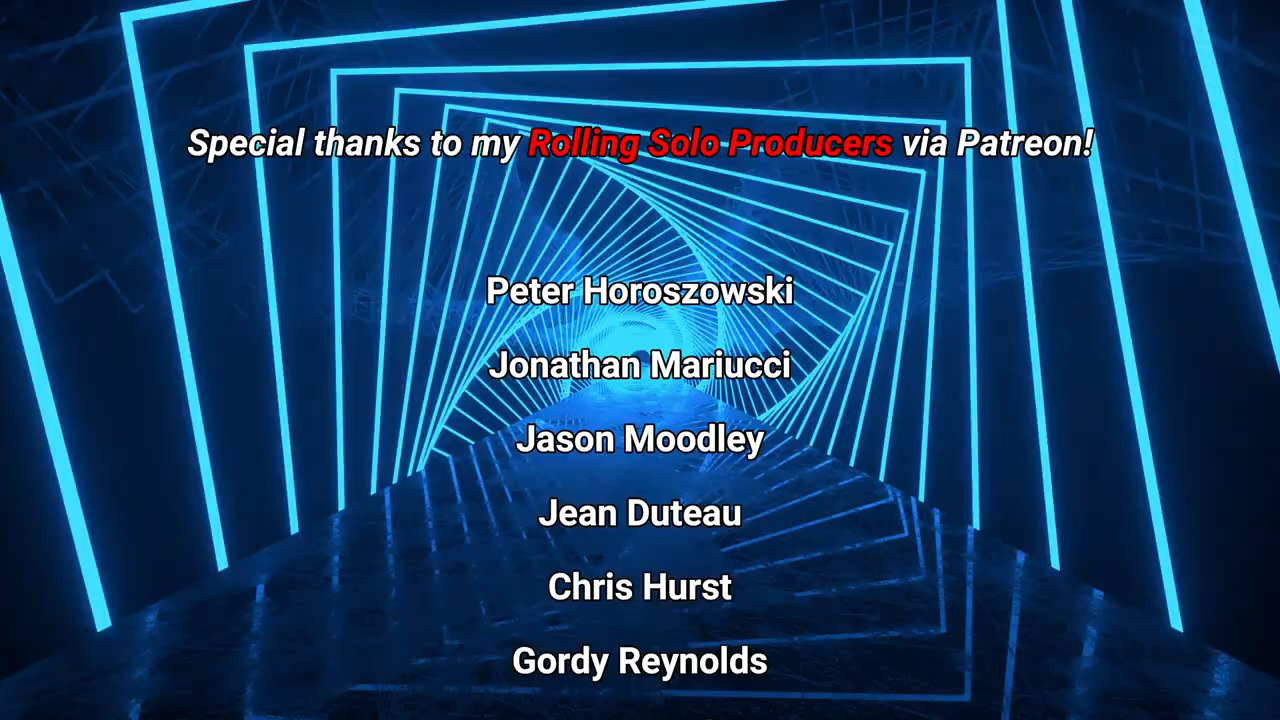 Special thanks to my Rolling Solo Producers via Patreon!
Peter Horoszowski
Jonathan Mariucci
Jason Moodley
Jean Duteau
Chris Hurst
Gordy Reynolds